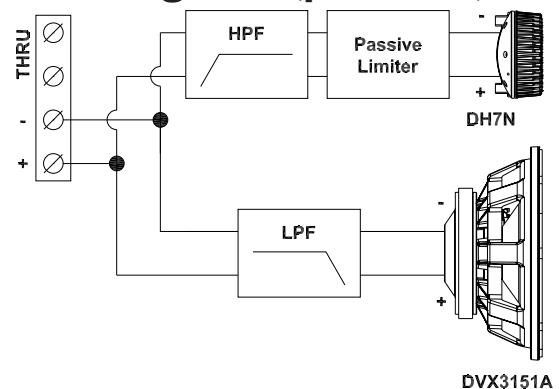 THRU
-
+
HPF
Passive
Limiter
-
+
DH7N
LPF
-
+
DVX3151A